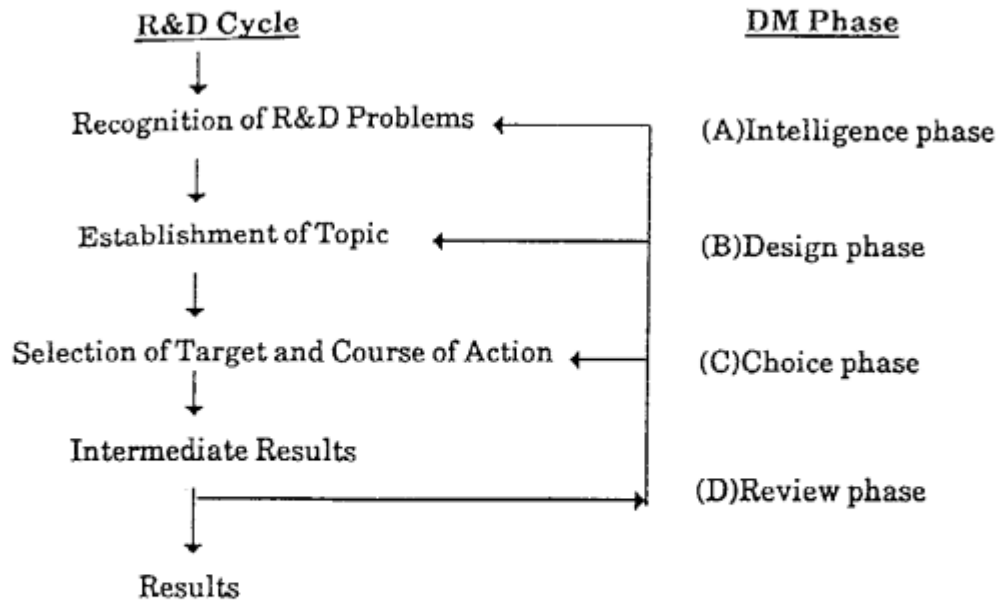 R&D Cycle
DM Phase
Recognition of R&D Problems
(A)Intelligence phase
Establishment of Topic
(B)Design phase
Selection of Target and Course of Action
(C)Choice phase
Intermediate Results
(D)Review phase
Results